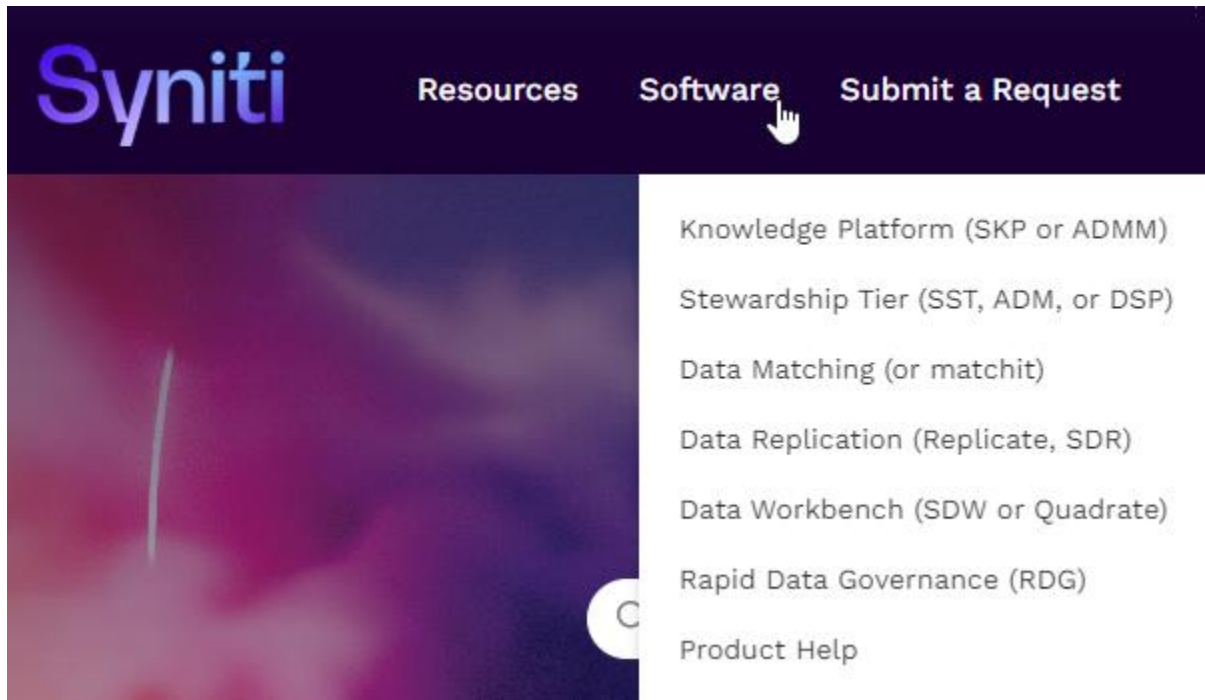 Syniti
Resources Software Submit a Request
Knowledge Platform (SKP or ADMM)
Stewardship Tier (SST, ADM, or DSP)
Data Matching (or matchit)
Data Replication (Replicate, SDR)
Data Workbench (SDW or Quadrate)
Rapid Data Governance (RDG)
Product Help